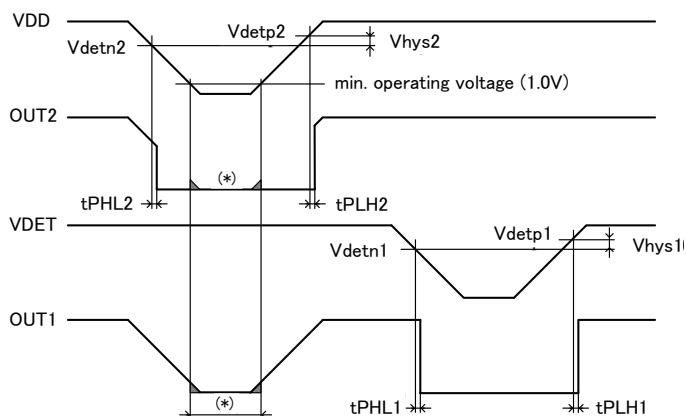 VDD
Vdetn2
Vdetp2
Vhys2
min. operating voltage (1.0V)
OUT2
(*)
tPHL2
tPLH2
VDET
Vdetn1
Vdetp1
Vhys1
OUT1
(*)
tPHL1
tPLH1